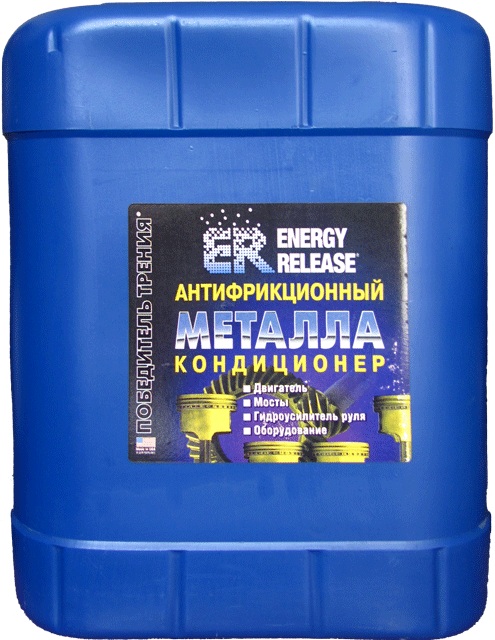 ПОБЕДИТЕЛЬ ТРЕНИЯ
ER
ENERGY
RELEASE®
АНТИФРИКЦИОННЫЙ
МЕТАЛЛА
КОНДИЦИОНЕР
Двигатель
Мосты
Гидроусилитель руля
Оборудование